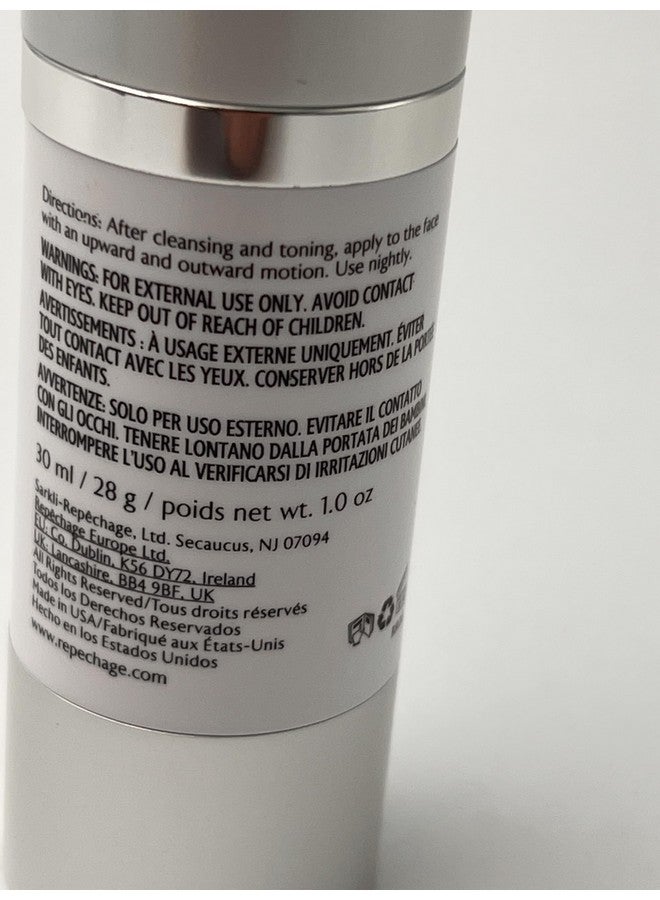 Directions: After cleansing and toning, apply to the face
with an upward and outward motion. Use nightly.
WARNINGS: FOR EXTERNAL USE ONLY. AVOID CONTACT
WITH EYES. KEEP OUT OF REACH OF CHILDREN.
AVERTISSEMENTS : À USAGE EXTERNE UNIQUEMENT. ÉVITER
TOUT CONTACT AVEC LES YEUX. CONSERVER HORS DE LA PORTÉE
DES ENFANTS.
AVVERTENZE: SOLO PER USO ESTERNO. EVITARE IL CONTATTO
CON GLI OCCHI. TENERE LONTANO DALLA PORTATA DEI BAMBINI.
INTERROMPERE L'USO AL VERIFICARSI DI IRRITAZIONI CUTANEE.
30 ml / 28 g / poids net wt. 1.0 oz
Sarkli-Repêchage, Ltd. Secaucus, NJ 07094
Repêchage Europe Ltd.
EU: Co. Dublin, K56 DY72, Ireland
UK: Lancashire, BB4 9BF, UK
All Rights Reserved/Tous droits réservés
Todos los Derechos Reservados
Made in USA/Fabriqué aux États-Unis
Hecho en los Estados Unidos
www.repechage.com